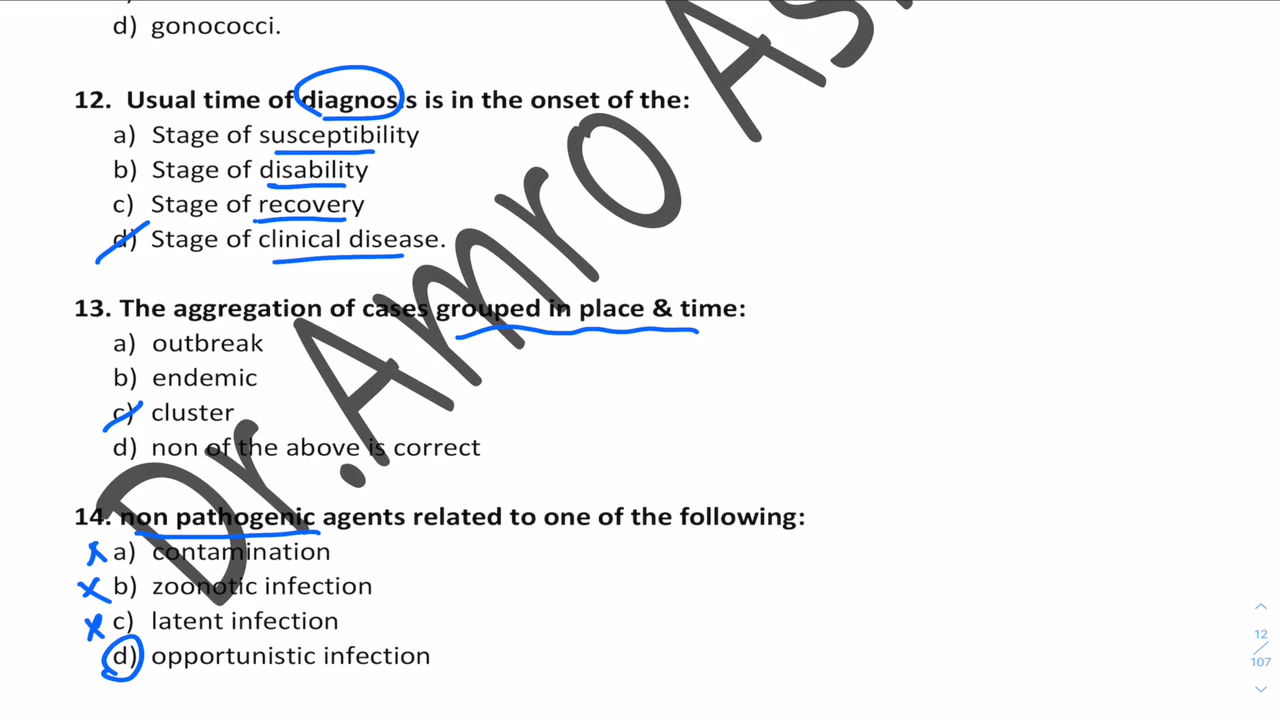 d) gonococci.
12. Usual time of diagnosis is in the onset of the:
a) Stage of susceptibility
b) Stage of disability
c) Stage of recovery
d) Stage of clinical disease.
13. The aggregation of cases grouped in place & time:
a) outbreak
b) endemic
c) cluster
d) non of the above is correct
14. non pathogenic agents related to one of the following:
a) contamination
b) zoonotic infection
c) latent infection
d) opportunistic infection
Dr.Amro
12
107